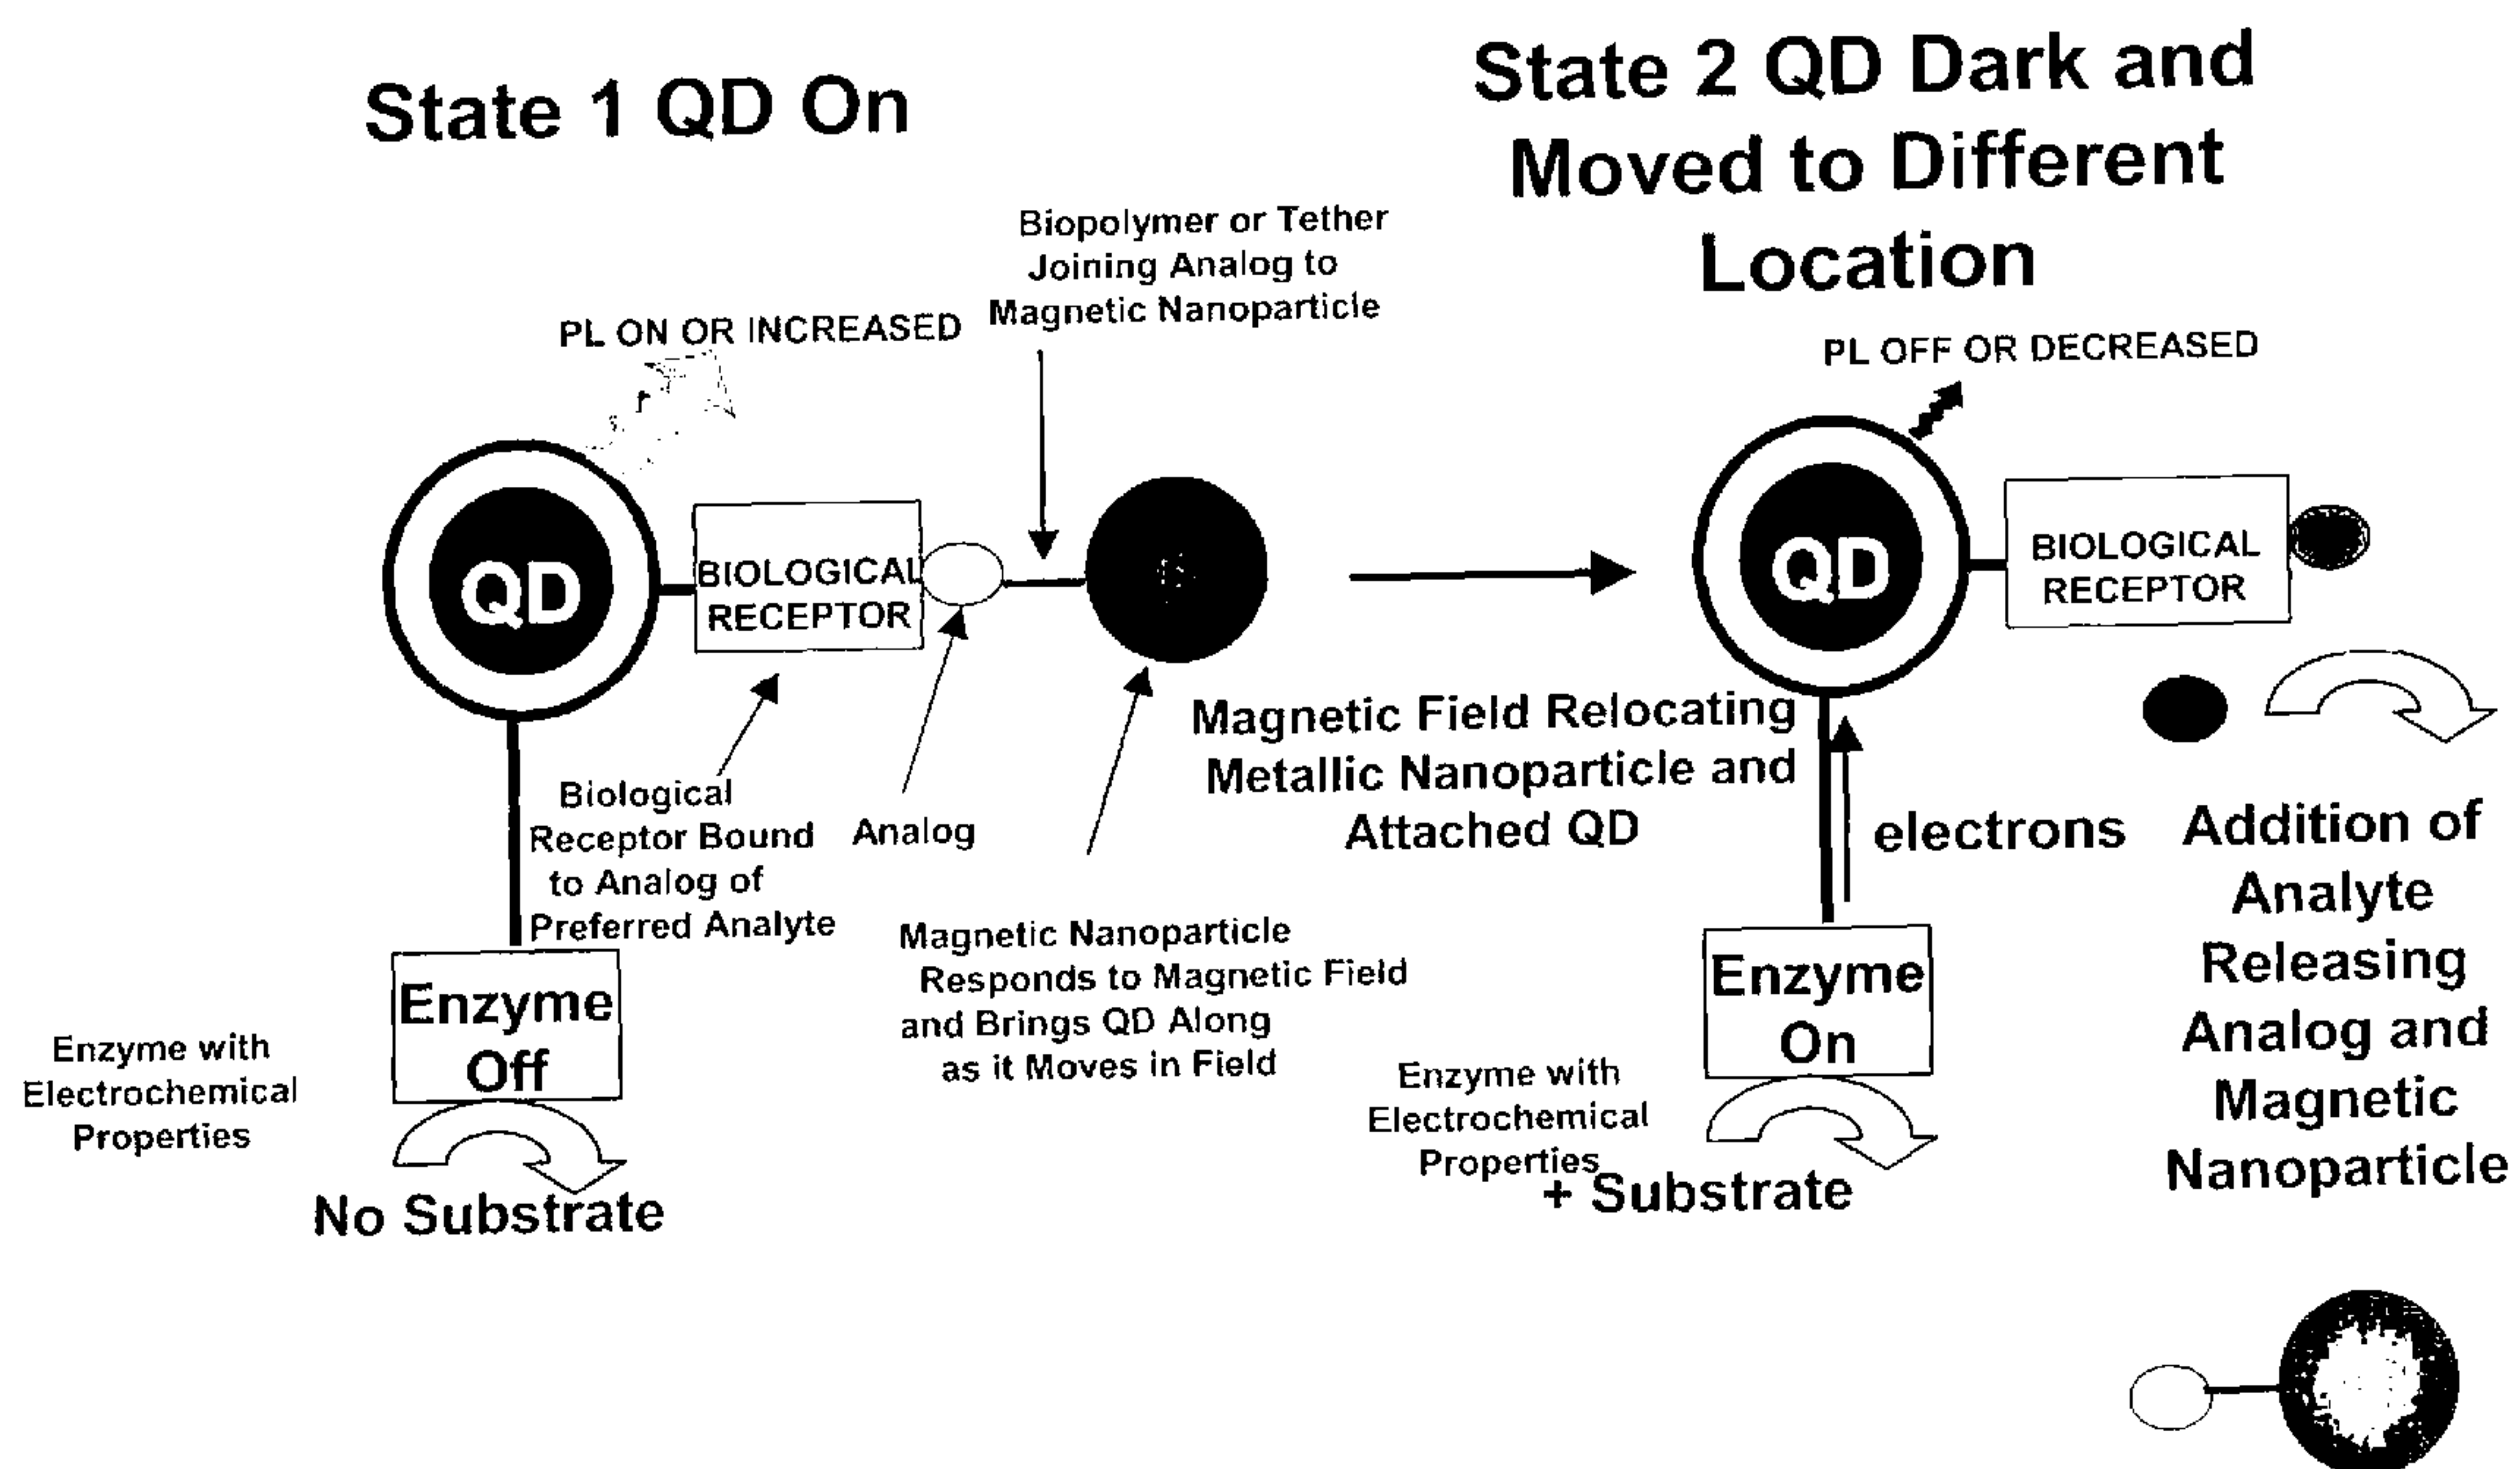 State 1 QD On
State 2 QD Dark and
Moved to Different
Location
Biopolymer or Tether
Joining Analog to
Magnetic Nanoparticle
PL ON OR INCREASED
PL OFF OR DECREASED
QD
BIOLOGICAL
RECEPTOR
QD
BIOLOGICAL
RECEPTOR
Biological
Receptor Bound
to Analog of
Preferred Analyte
Analog
Magnetic Nanoparticle
Responds to Magnetic Field
and Brings QD Along
as it Moves in Field
Magnetic Field Relocating
Metallic Nanoparticle and
Attached QD
electrons
Addition of
Analyte
Releasing
Analog and
Magnetic
Nanoparticle
Enzyme
Off
Enzyme with
Electrochemical
Properties
No Substrate
Enzyme
On
Enzyme with
Electrochemical
Properties
+ Substrate